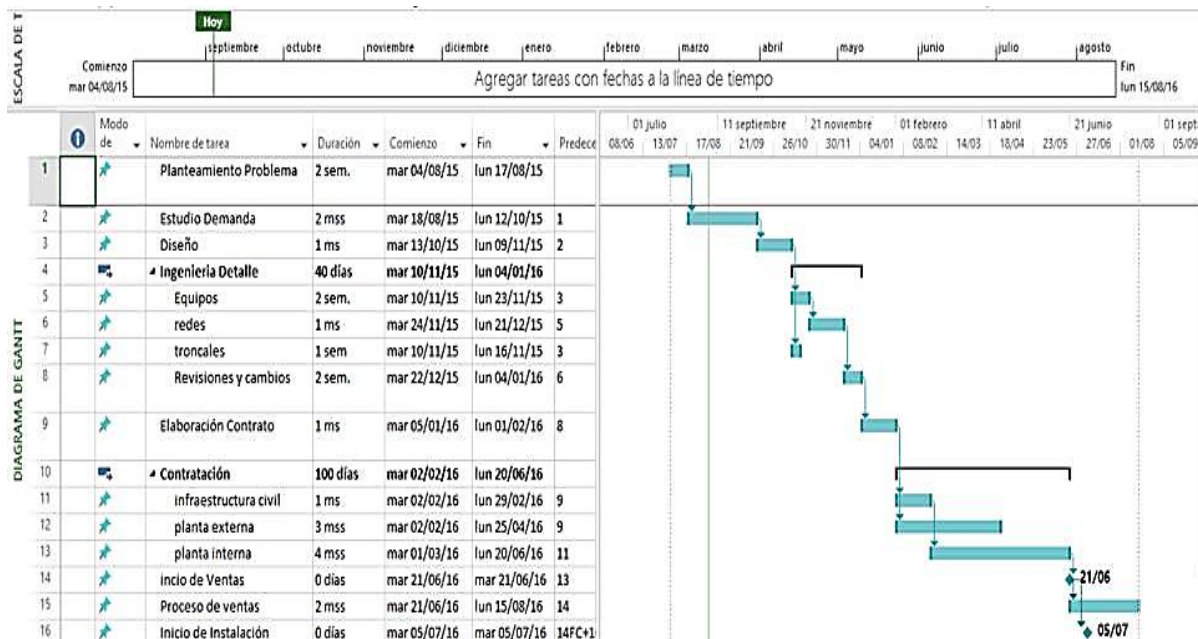 Hoy
septiembre octubre noviembre diciembre enero febrero marzo abril mayo junio julio agosto
Comienzo
mar 04/08/15
Agregar tareas con fechas a la línea de tiempo
Fin
lun 15/08/16
ESCALA DE T
Modo de Nombre de tarea Duración Comienzo Fin Predece
01 julio 11 septiembre 21 noviembre 01 febrero 11 abril 21 junio 01 sept
08/06 13/07 17/08 21/09 26/10 30/11 04/01 08/02 14/03 18/04 23/05 27/06 01/08 05/09
DIAGRAMA DE GANTT
1 Planteamiento Problema 2 sem. mar 04/08/15 lun 17/08/15
2 Estudio Demanda 2 mss mar 18/08/15 lun 12/10/15 1
3 Diseño 1 ms mar 13/10/15 lun 09/11/15 2
4 Ingenieria Detalle 40 días mar 10/11/15 lun 04/01/16
5 Equipos 2 sem. mar 10/11/15 lun 23/11/15 3
6 redes 1 ms mar 24/11/15 lun 21/12/15 5
7 troncales 1 sem mar 10/11/15 lun 16/11/15 3
8 Revisiones y cambios 2 sem. mar 22/12/15 lun 04/01/16 6
9 Elaboración Contrato 1 ms mar 05/01/16 lun 01/02/16 8
10 Contratación 100 días mar 02/02/16 lun 20/06/16
11 infraestructura civil 1 ms mar 02/02/16 lun 29/02/16 9
12 planta externa 3 mss mar 02/02/16 lun 25/04/16 9
13 planta interna 4 mss mar 01/03/16 lun 20/06/16 11
14 incio de Ventas 0 días mar 21/06/16 mar 21/06/16 13 21/06
15 Proceso de ventas 2 mss mar 21/06/16 lun 15/08/16 14
16 Inicio de Instalación 0 días mar 05/07/16 mar 05/07/16 14FC+1 05/07